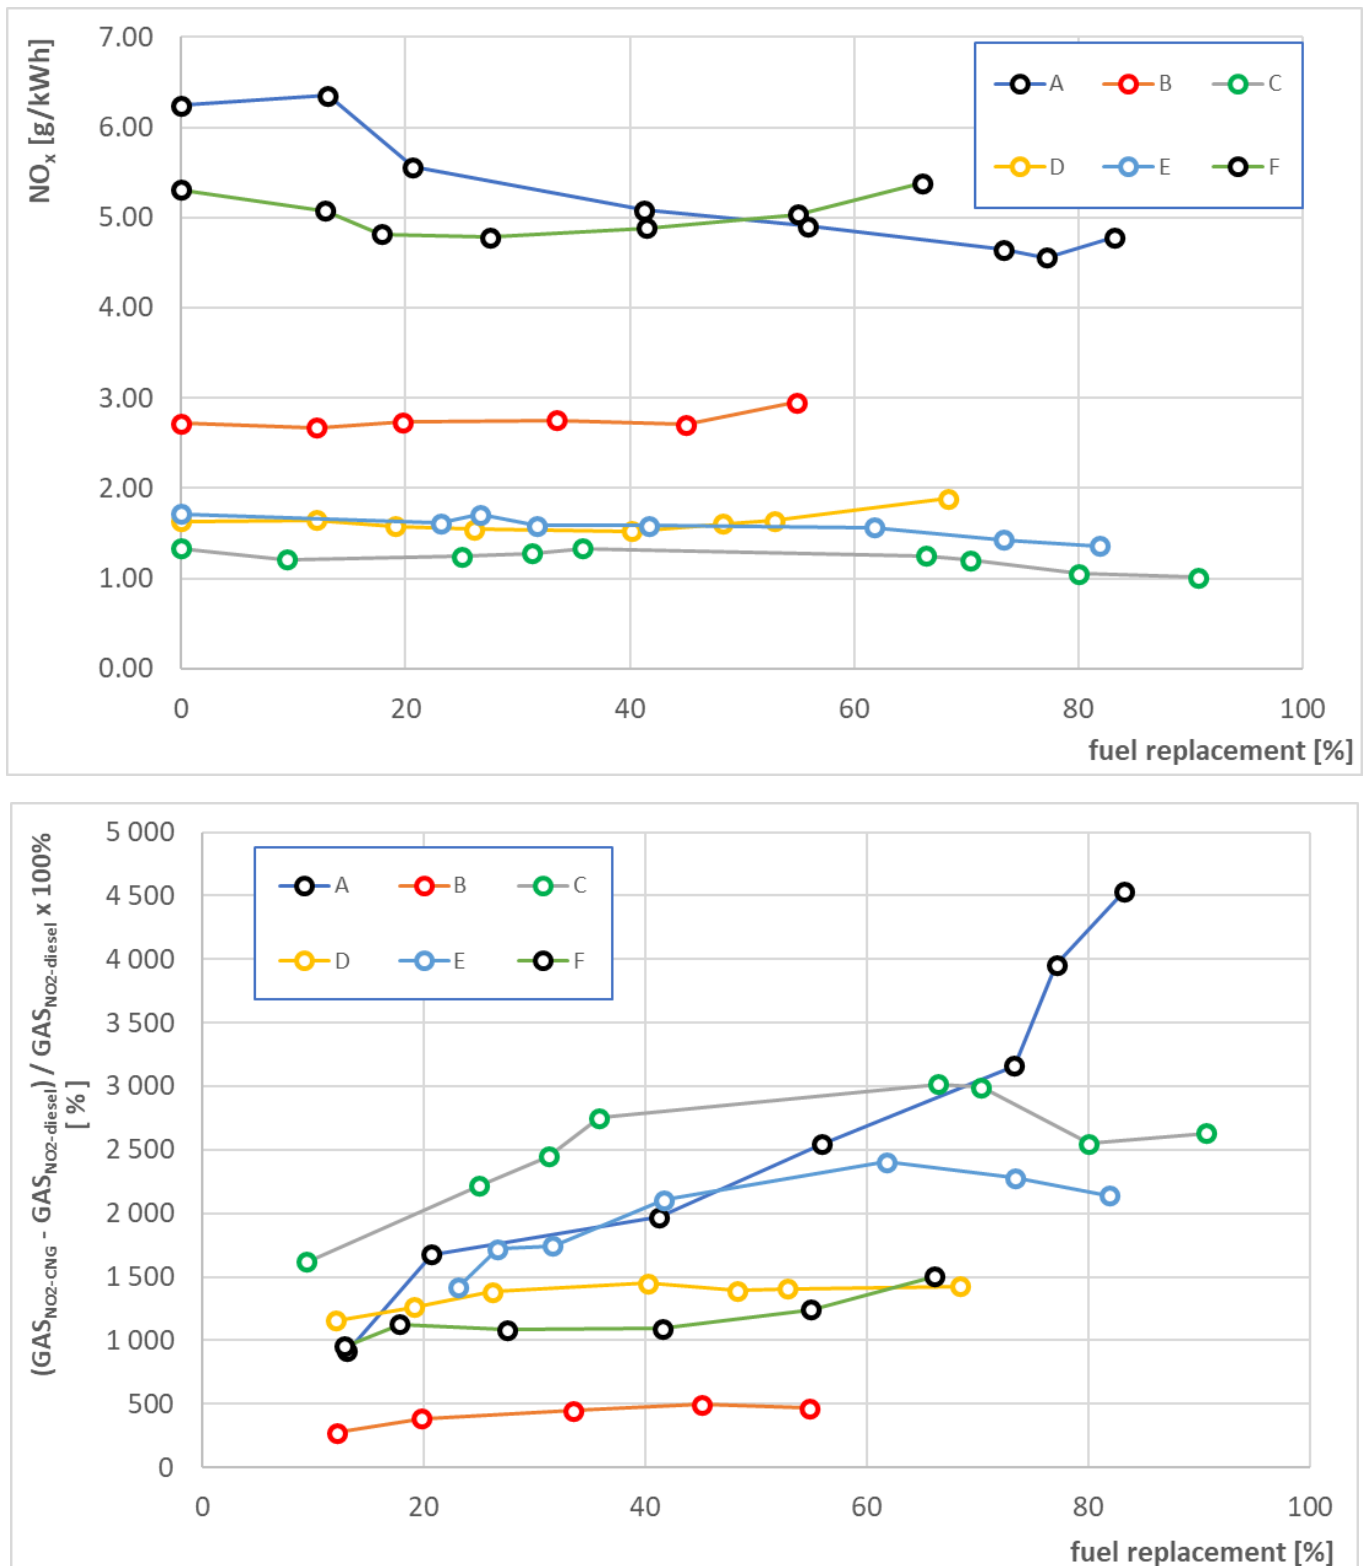 NOx [g/kWh]
7.00
6.00
5.00
4.00
3.00
2.00
1.00
0.00
A B C
D E F
0 20 40 60 80 100
fuel replacement [%]
(GASNO2-CNG - GASNO2-diesel) / GASNO2-diesel x 100%
[ %]
5 000
4 500
4 000
3 500
3 000
2 500
2 000
1 500
1 000
500
0
A B C
D E F
0 20 40 60 80 100
fuel replacement [%]